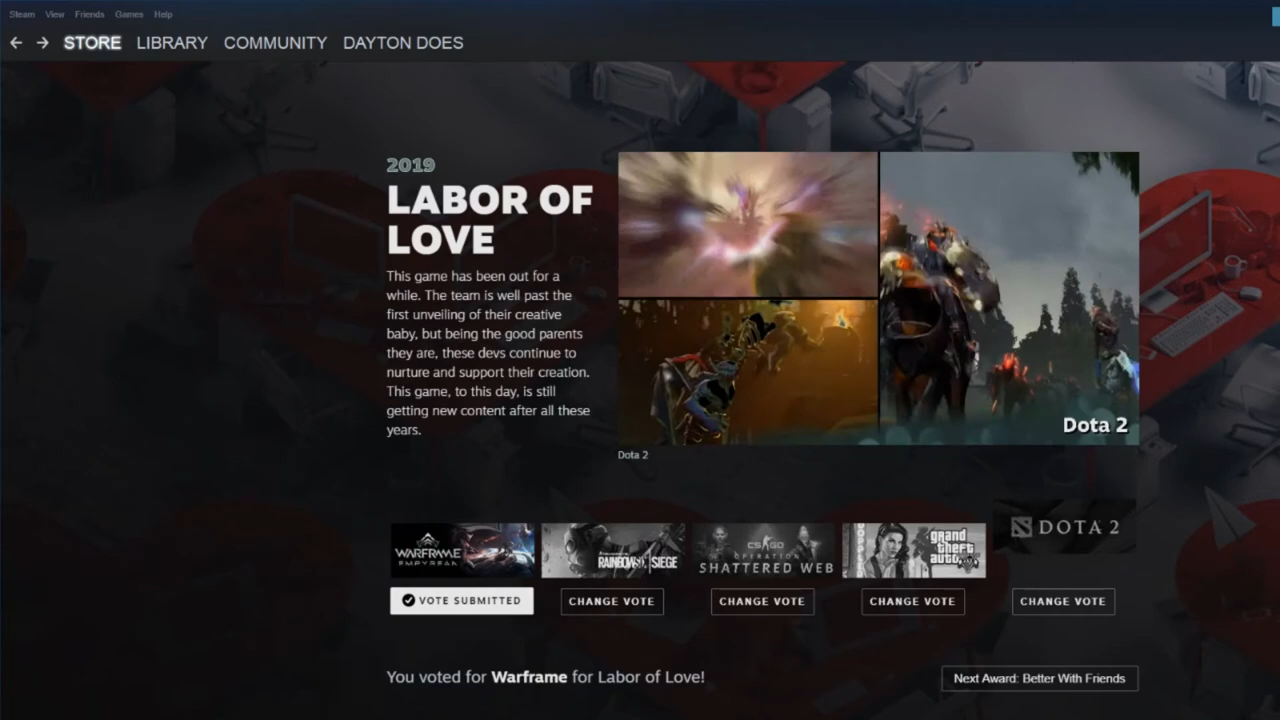 Steam View Friends Games Help
STORE LIBRARY COMMUNITY DAYTON DOES
2019
LABOR OF
LOVE
This game has been out for a
while. The team is well past the
first unveiling of their creative
baby, but being the good parents
they are, these devs continue to
nurture and support their creation.
This game, to this day, is still
getting new content after all these
years.
Dota 2
Dota 2
WARFRAME
EMPYREAN
RAINBOW SIEGE
CS GO
OPERATION
SHATTERED WEB
grand
theft
auto
DOTA 2
VOTE SUBMITTED CHANGE VOTE CHANGE VOTE CHANGE VOTE CHANGE VOTE
You voted for Warframe for Labor of Love!
Next Award: Better With Friends